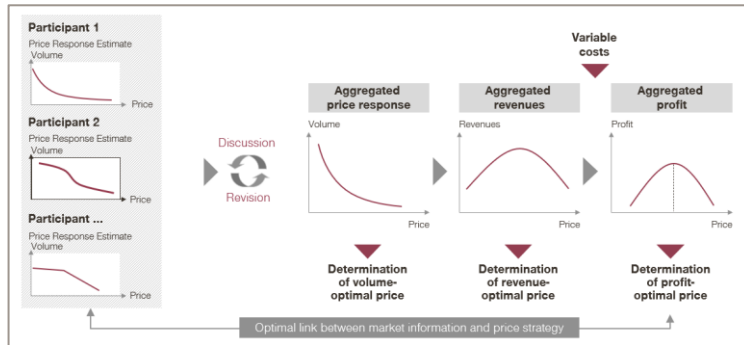 Participant 1
Price Response Estimate
Volume
Price
Participant 2
Price Response Estimate
Volume
Price
Participant ...
Price Response Estimate
Volume
Price
Discussion
Revision
Variable
costs
Aggregated
price response
Volume
Price
Determination
of volume-
optimal price
Aggregated
revenues
Revenues
Price
Determination
of revenue-
optimal price
Aggregated
profit
Profit
Price
Determination
of profit-
optimal price
Optimal link between market information and price strategy